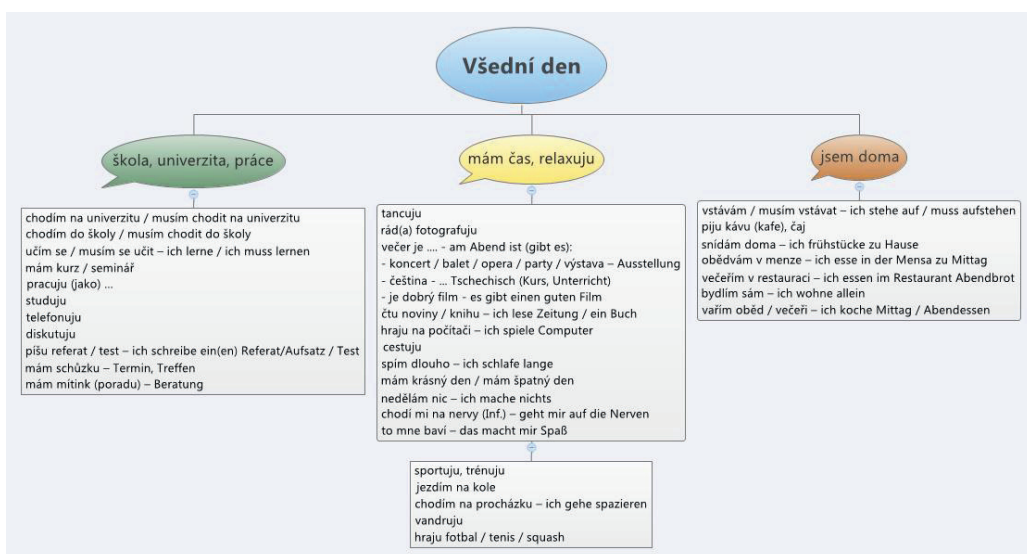 Všední den
škola, univerzita, práce
chodím na univerzitu / musím chodit na univerzitu
chodím do školy / musím chodit do školy
učím se / musím se učit – ich lerne / ich muss lernen
mám kurz / seminář
pracuju (jako) ...
studuju
telefonuju
diskutuju
píšu referat / test – ich schreibe ein(en) Referat/Aufsatz / Test
mám schůzku – Termin, Treffen
mám mítink (poradu) – Beratung
mám čas, relaxuju
tancuju
rád(a) fotografuju
večer je .... - am Abend ist (gibt es):
- koncert / balet / opera / party / výstava – Ausstellung
- čeština - ... Tschechisch (Kurs, Unterricht)
- je dobrý film - es gibt einen guten Film
čtu noviny / knihu – ich lese Zeitung / ein Buch
hraju na počítači – ich spiele Computer
cestuju
spím dlouho – ich schlafe lange
mám krásný den / mám špatný den
nedělám nic – ich mache nichts
chodí mi na nervy (Inf.) – geht mir auf die Nerven
to mne baví – das macht mir Spaß
sportuju, trénuju
jezdím na kole
chodím na procházku – ich gehe spazieren
vandruju
hraju fotbal / tenis / squash
jsem doma
vstávám / musím vstávat – ich stehe auf / muss aufstehen
piju kávu (kafe), čaj
snídám doma – ich frühstücke zu Hause
obědvám v menze – ich esse in der Mensa zu Mittag
večeřím v restauraci – ich essen im Restaurant Abendbrot
bydlím sám – ich wohne allein
vařím oběd / večeři – ich koche Mittag / Abendessen